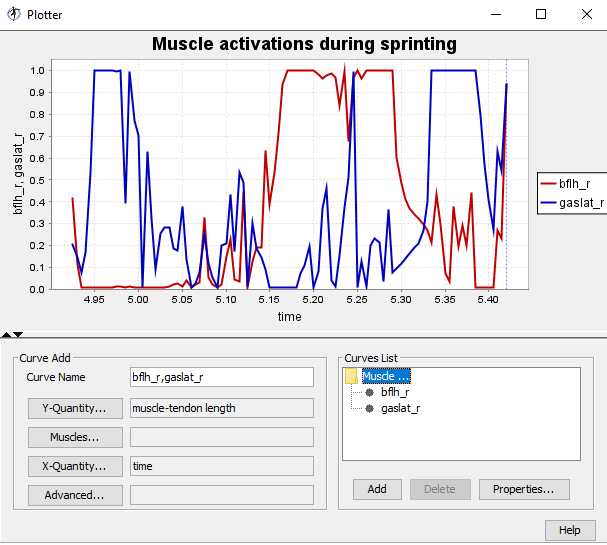 Plotter
Muscle activations during sprinting
bflh_r, gaslat_r
1.0
0.9
0.8
0.7
0.6
0.5
0.4
0.3
0.2
0.1
0.0
4.95 5.00 5.05 5.10 5.15 5.20 5.25 5.30 5.35 5.40
time
bflh_r
gaslat_r
Curve Add
Curve Name bflh_r,gaslat_r
Y-Quantity... muscle-tendon length
Muscles...
X-Quantity... time
Advanced...
Curves List
Muscle ...
bflh_r
gaslat_r
Add Delete Properties...
Help